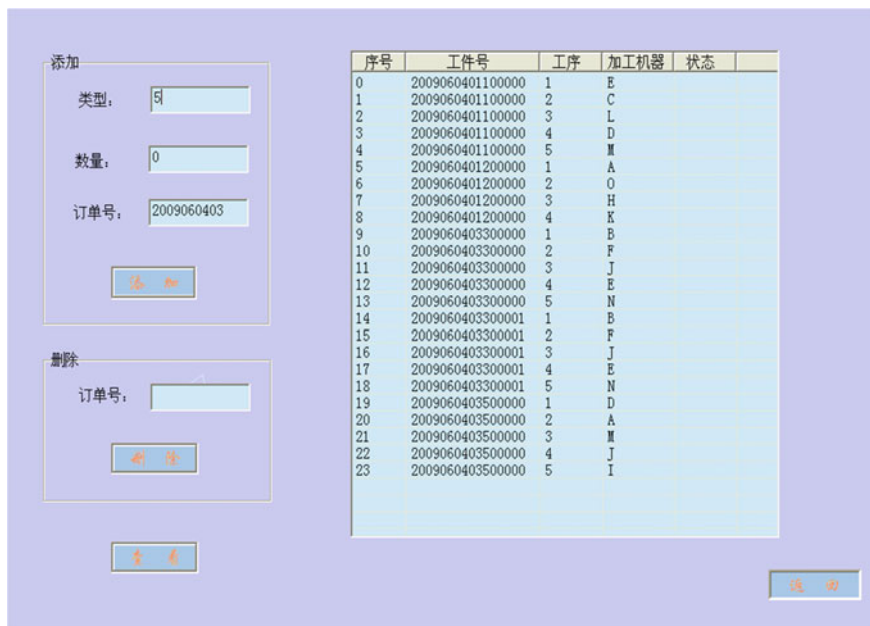 添加
类型：
5
数量：
0
订单号：
2009060403
添 加
删除
订单号：
删 除
查 看
序号 工件号 工序 加工机器 状态
0 2009060401100000 1 E
1 2009060401100000 2 C
2 2009060401100000 3 L
3 2009060401100000 4 D
4 2009060401100000 5 M
5 2009060401200000 1 A
6 2009060401200000 2 O
7 2009060401200000 3 H
8 2009060401200000 4 K
9 2009060403300000 1 B
10 2009060403300000 2 F
11 2009060403300000 3 J
12 2009060403300000 4 E
13 2009060403300000 5 N
14 2009060403300001 1 B
15 2009060403300001 2 F
16 2009060403300001 3 J
17 2009060403300001 4 E
18 2009060403300001 5 N
19 2009060403500000 1 D
20 2009060403500000 2 A
21 2009060403500000 3 M
22 2009060403500000 4 J
23 2009060403500000 5 I